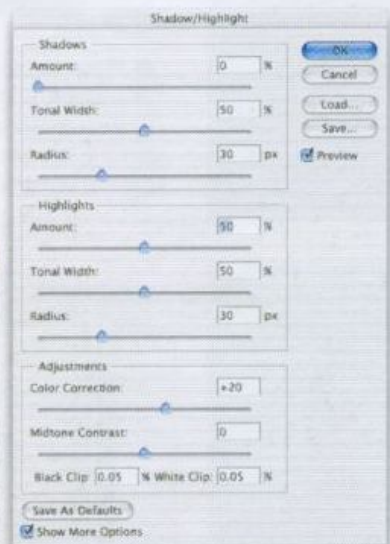 Shadow/Highlight
Shadows
Amount: 0 %
Tonal Width: 50 %
Radius: 30 px
Highlights
Amount: 50 %
Tonal Width: 50 %
Radius: 30 px
Adjustments
Color Correction: +20
Midtone Contrast: 0
Black Clip: 0.05 % White Clip: 0.05 %
Save As Defaults
Show More Options
OK
Cancel
Load...
Save...
Preview